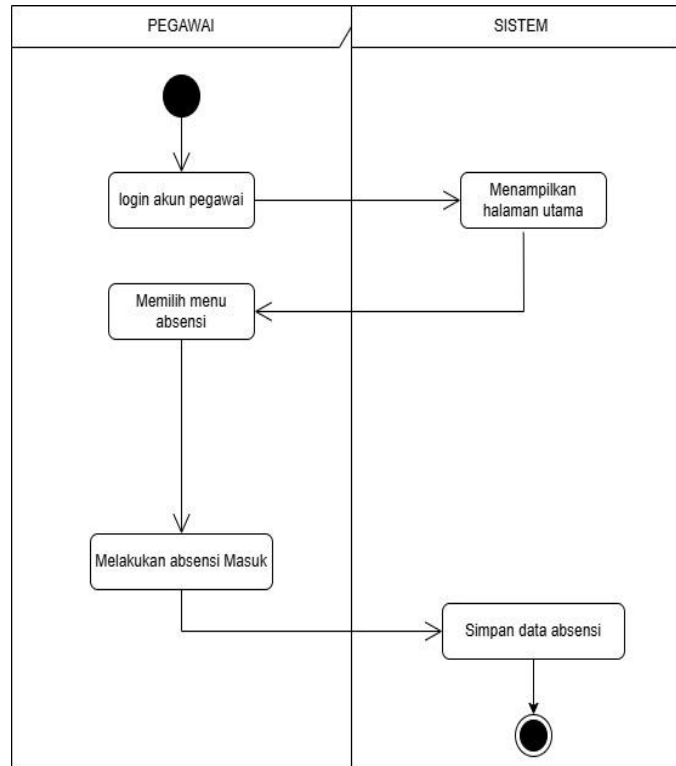 PEGAWAI
SISTEM
login akun pegawai
Menampilkan
halaman utama
Memilih menu
absensi
Melakukan absensi Masuk
Simpan data absensi